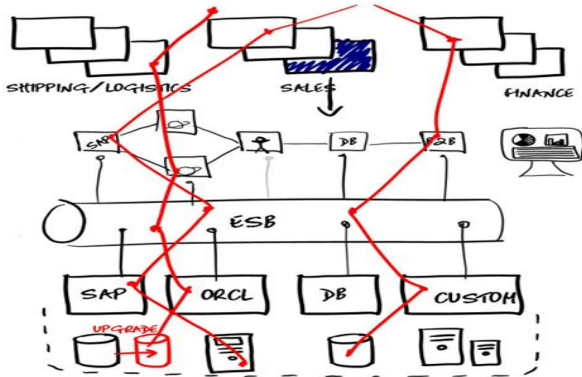 SHIPPING/LOGISTICS
SALES
FINANCE
SAP
DB
B2B
ESB
SAP
ORCL
DB
CUSTOM
UPGRADE